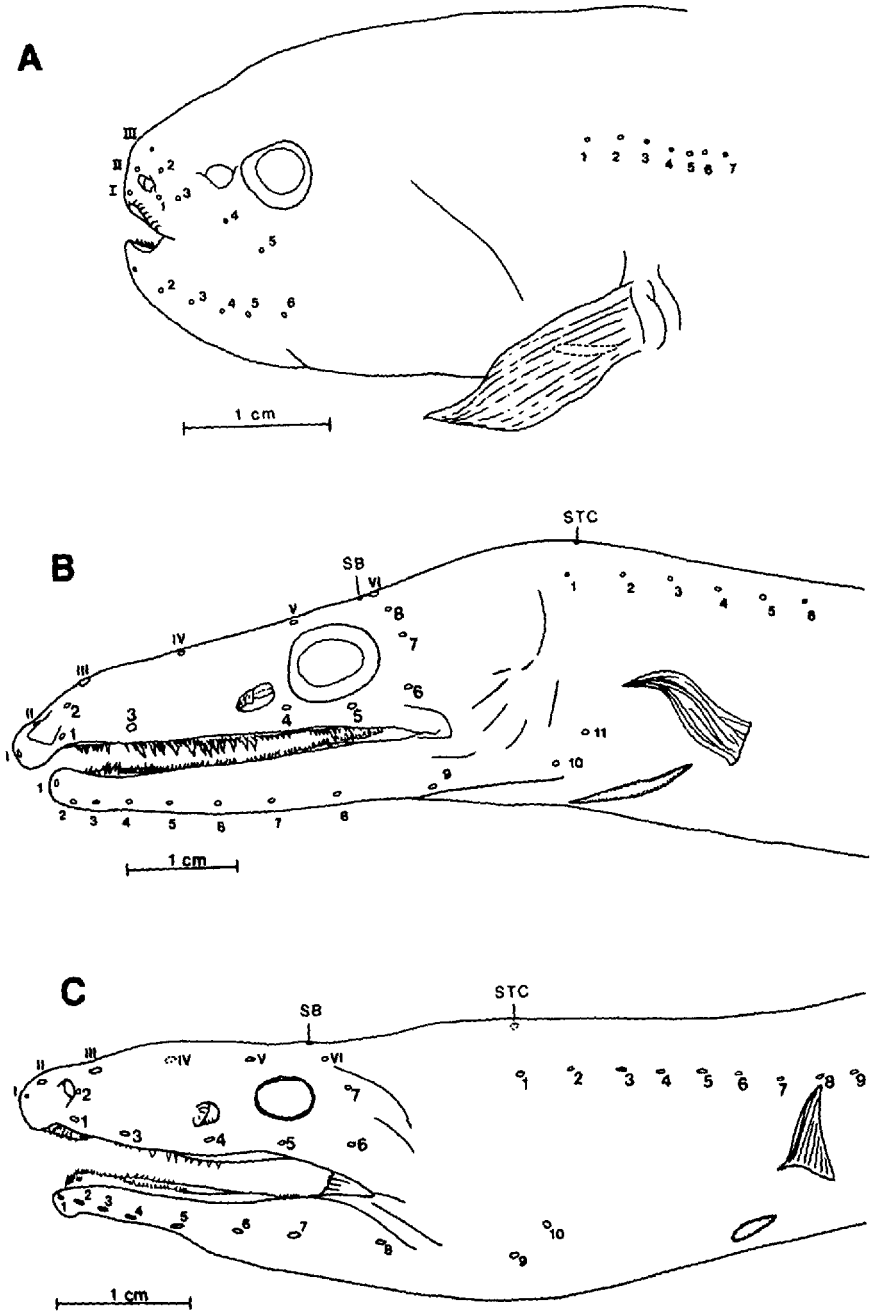 A
III
II 2
I 1 3
4
5
2 3 4 5 6
1 2 3 4 5 6 7
1 cm
B
STC
SB VI
V 8
IV 7
III 6
II 2 3 4 5
I 1
1 2 3 4 5 6
11
10
9
1
2 3 4 5 6 7 8
1 cm
C
STC
SB
I II III IV V VI
2 7
1 3 4 5 6
1 2 3 4 5 6 7 8 9
1 2 3 4 5 6 7 8
10
9
1 cm